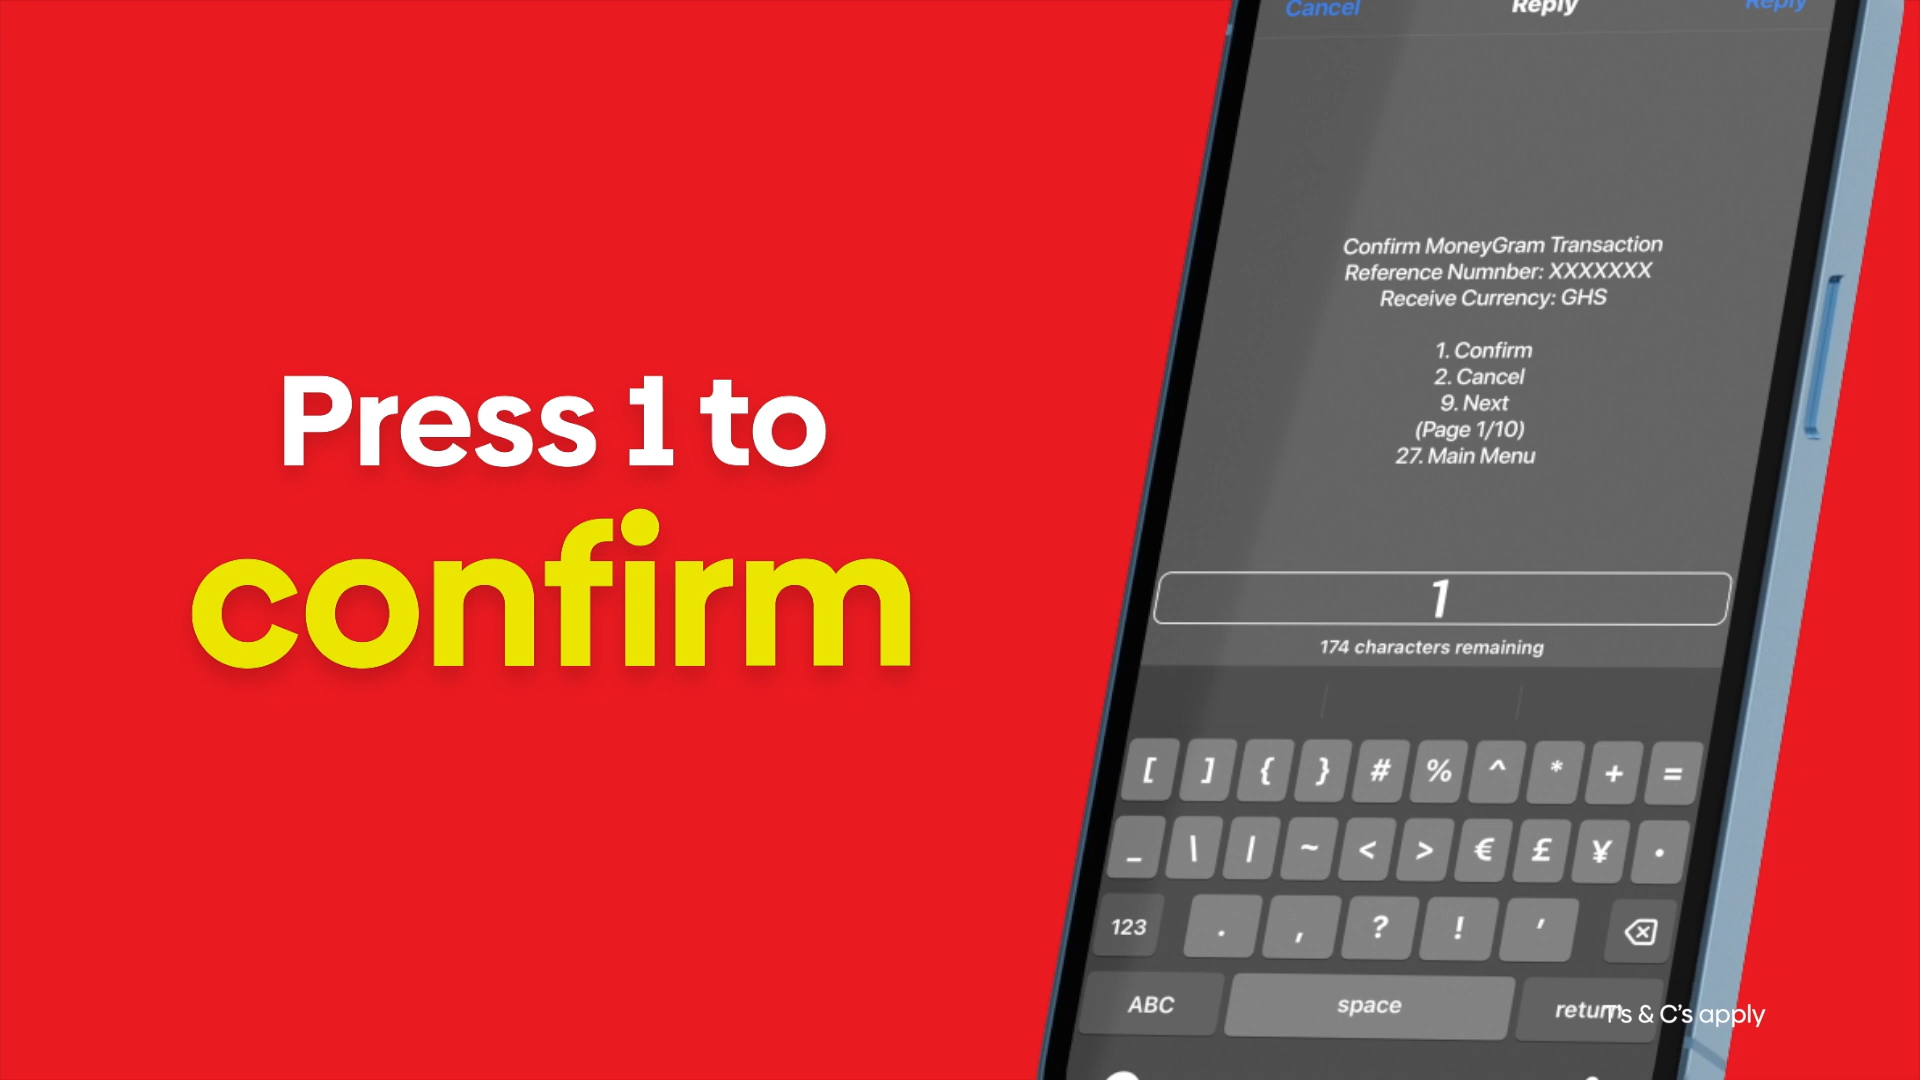 Press 1 to
confirm
Cancel Reply Reply
Confirm MoneyGram Transaction
Reference Numnber: XXXXXXX
Receive Currency: GHS
1. Confirm
2. Cancel
9. Next
(Page 1/10)
27. Main Menu
1
174 characters remaining
[ ] { } # % ^ * + =
_ \ | ~ < > € £ ¥ •
123 . , ? ! '
ABC space return
T's & C's apply